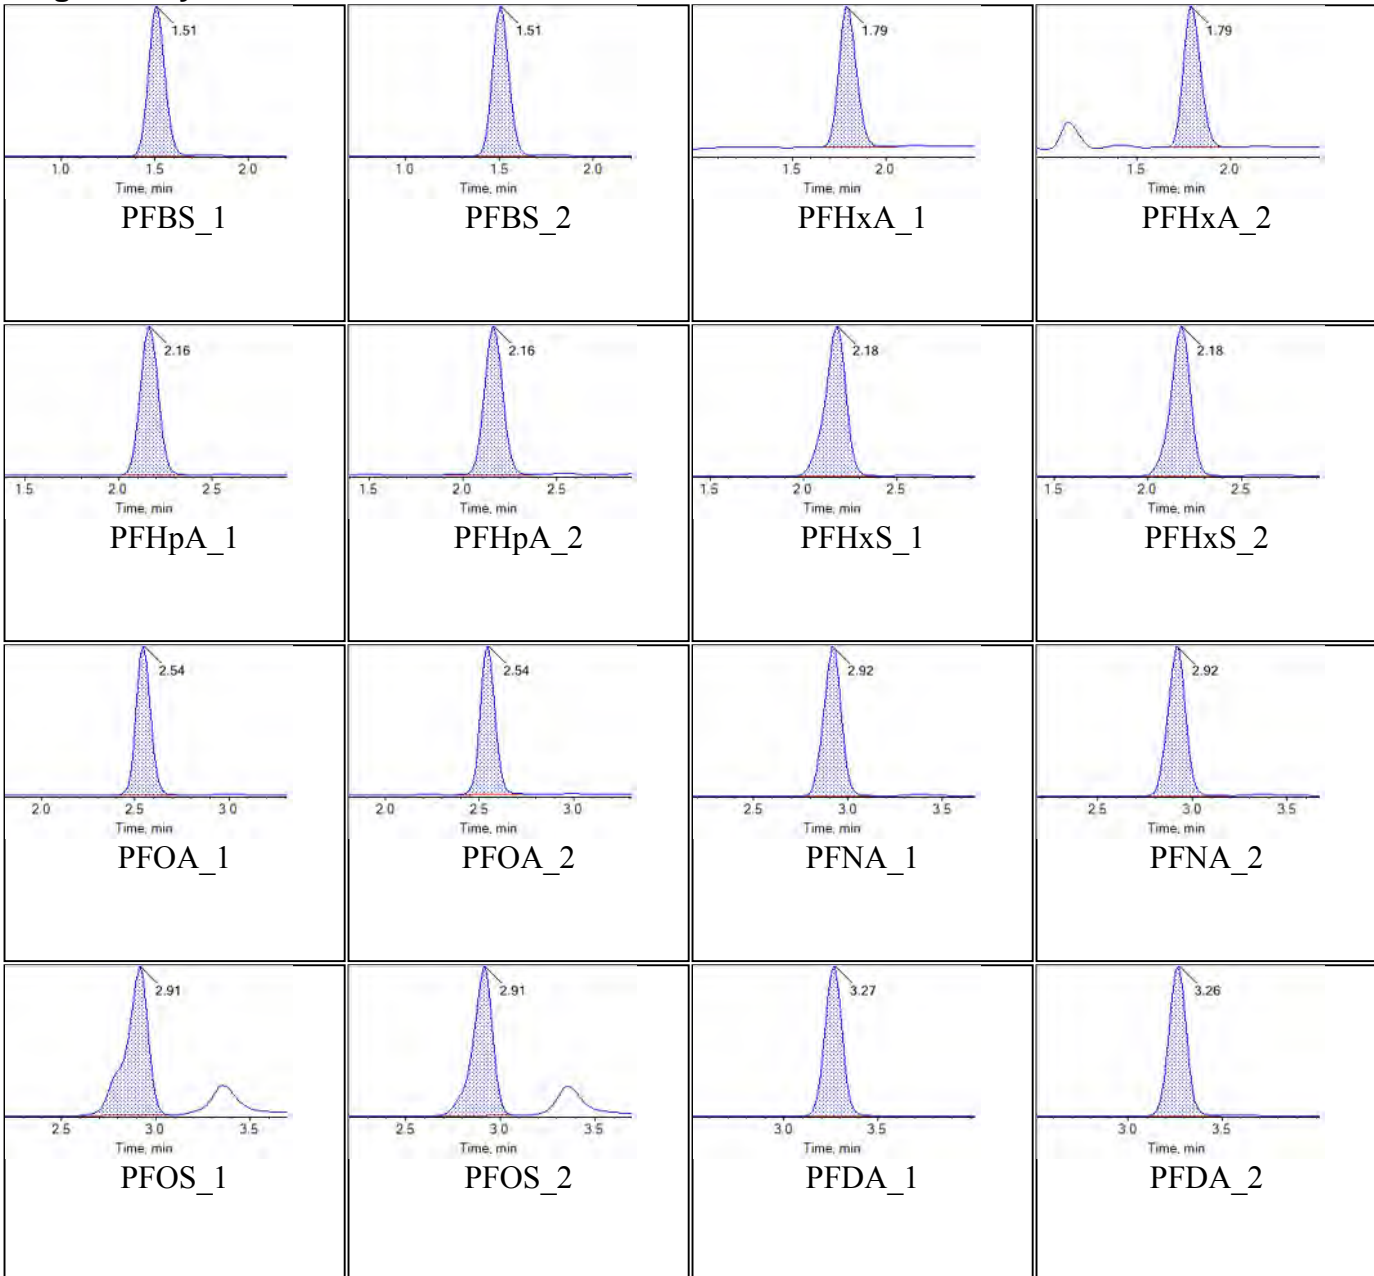 1.51
1.0 1.5 2.0
Time, min
PFBS_1
1.51
1.0 1.5 2.0
Time, min
PFBS_2
1.79
1.5 2.0
Time, min
PFHxA_1
1.79
1.5 2.0
Time, min
PFHxA_2
2.16
1.5 2.0 2.5
Time, min
PFHpA_1
2.16
1.5 2.0 2.5
Time, min
PFHpA_2
2.18
1.5 2.0 2.5
Time, min
PFHxS_1
2.18
1.5 2.0 2.5
Time, min
PFHxS_2
2.54
2.0 2.5 3.0
Time, min
PFOA_1
2.54
2.0 2.5 3.0
Time, min
PFOA_2
2.92
2.5 3.0 3.5
Time, min
PFNA_1
2.92
2.5 3.0 3.5
Time, min
PFNA_2
2.91
2.5 3.0 3.5
Time, min
PFOS_1
2.91
2.5 3.0 3.5
Time, min
PFOS_2
3.27
3.0 3.5
Time, min
PFDA_1
3.26
3.0 3.5
Time, min
PFDA_2